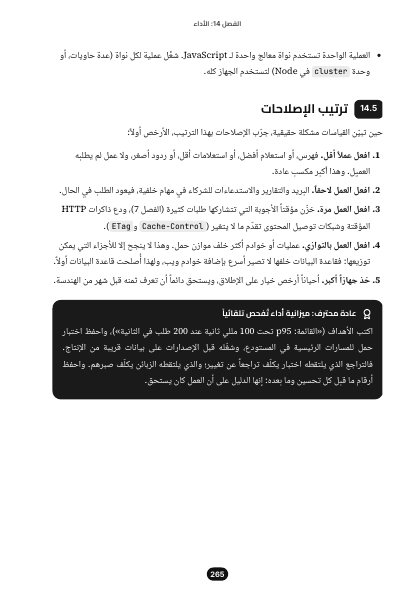 الفصل 14: الأداء
• العملية الواحدة تستخدم نواة معالج واحدة لـ JavaScript. شغّل عملية لكل نواة (عدة حاويات، أو
وحدة cluster في Node) لتستخدم الجهاز كله.
14.5 ترتيب الإصلاحات
حين تبيّن القياسات مشكلة حقيقية، جرّب الإصلاحات بهذا الترتيب، الأرخص أولاً:
1. افعل عملاً أقل. فهرس، أو استعلام أفضل، أو استعلامات أقل، أو ردود أصغر، ولا عمل لم يطلبه
العميل. وهذا أكبر مكسب عادة.
2. افعل العمل لاحقاً. البريد والتقارير والاستدعاءات للشركاء في مهام خلفية، فيعود الطلب في الحال.
3. افعل العمل مرة. خزّن مؤقتاً الأجوبة التي تتشاركها طلبات كثيرة (الفصل 7)، ودع ذاكرات HTTP
المؤقتة وشبكات توصيل المحتوى تقدّم ما لا يتغير (Cache-Control و ETag).
4. افعل العمل بالتوازي. عمليات أو خوادم أكثر خلف موازن حمل. وهذا لا ينجح إلا للأجزاء التي يمكن
توزيعها: فقاعدة البيانات خلفها لا تصير أسرع بإضافة خوادم ويب، ولهذا أصلحت قاعدة البيانات أولاً.
5. خذ جهازاً أكبر. أحياناً أرخص خيار على الإطلاق، ويستحق دائماً أن تعرف ثمنه قبل شهر من الهندسة.
عادة محترف: ميزانية أداء تُفحص تلقائياً
اكتب الأهداف («القائمة: p95 تحت 100 مللي ثانية عند 200 طلب في الثانية»)، واحفظ اختبار
حمل للمسارات الرئيسية في المستودع، وشغّله قبل الإصدارات على بيانات قريبة من الإنتاج.
فالتراجع الذي يلتقطه اختبار يكلّف تراجعاً عن تغيير؛ والذي يلتقطه الزبائن يكلّف صبرهم. واحفظ
أرقام ما قبل كل تحسين وما بعده: إنها الدليل على أن العمل كان يستحق.
265